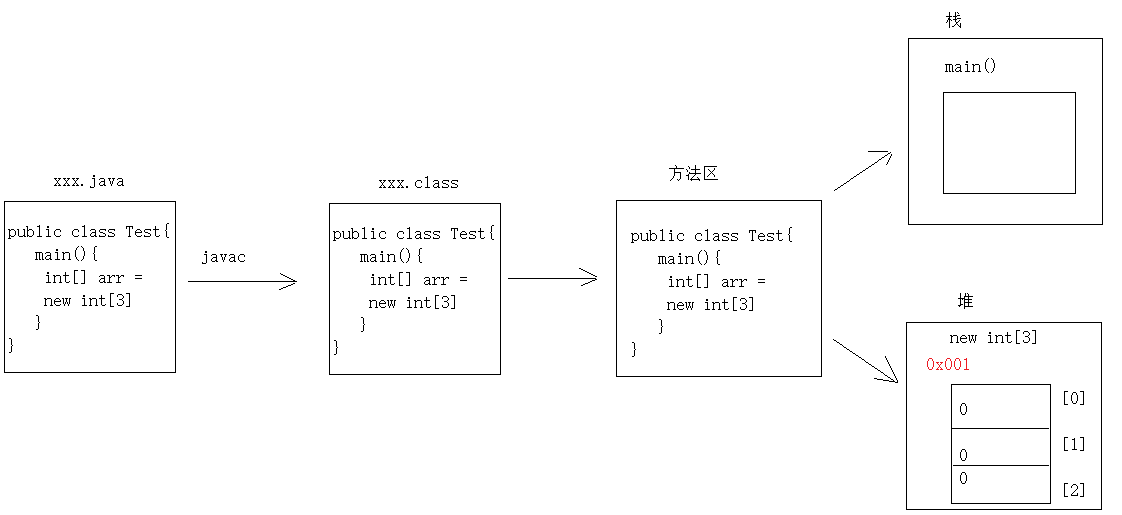 xxx.java
public class Test{
main(){
int[] arr =
new int[3]
}
}
javac
xxx.class
public class Test{
main(){
int[] arr =
new int[3]
}
}
方法区
public class Test{
main(){
int[] arr =
new int[3]
}
}
栈
main()
堆
new int[3]
0x001
0
[0]
0
[1]
0
[2]